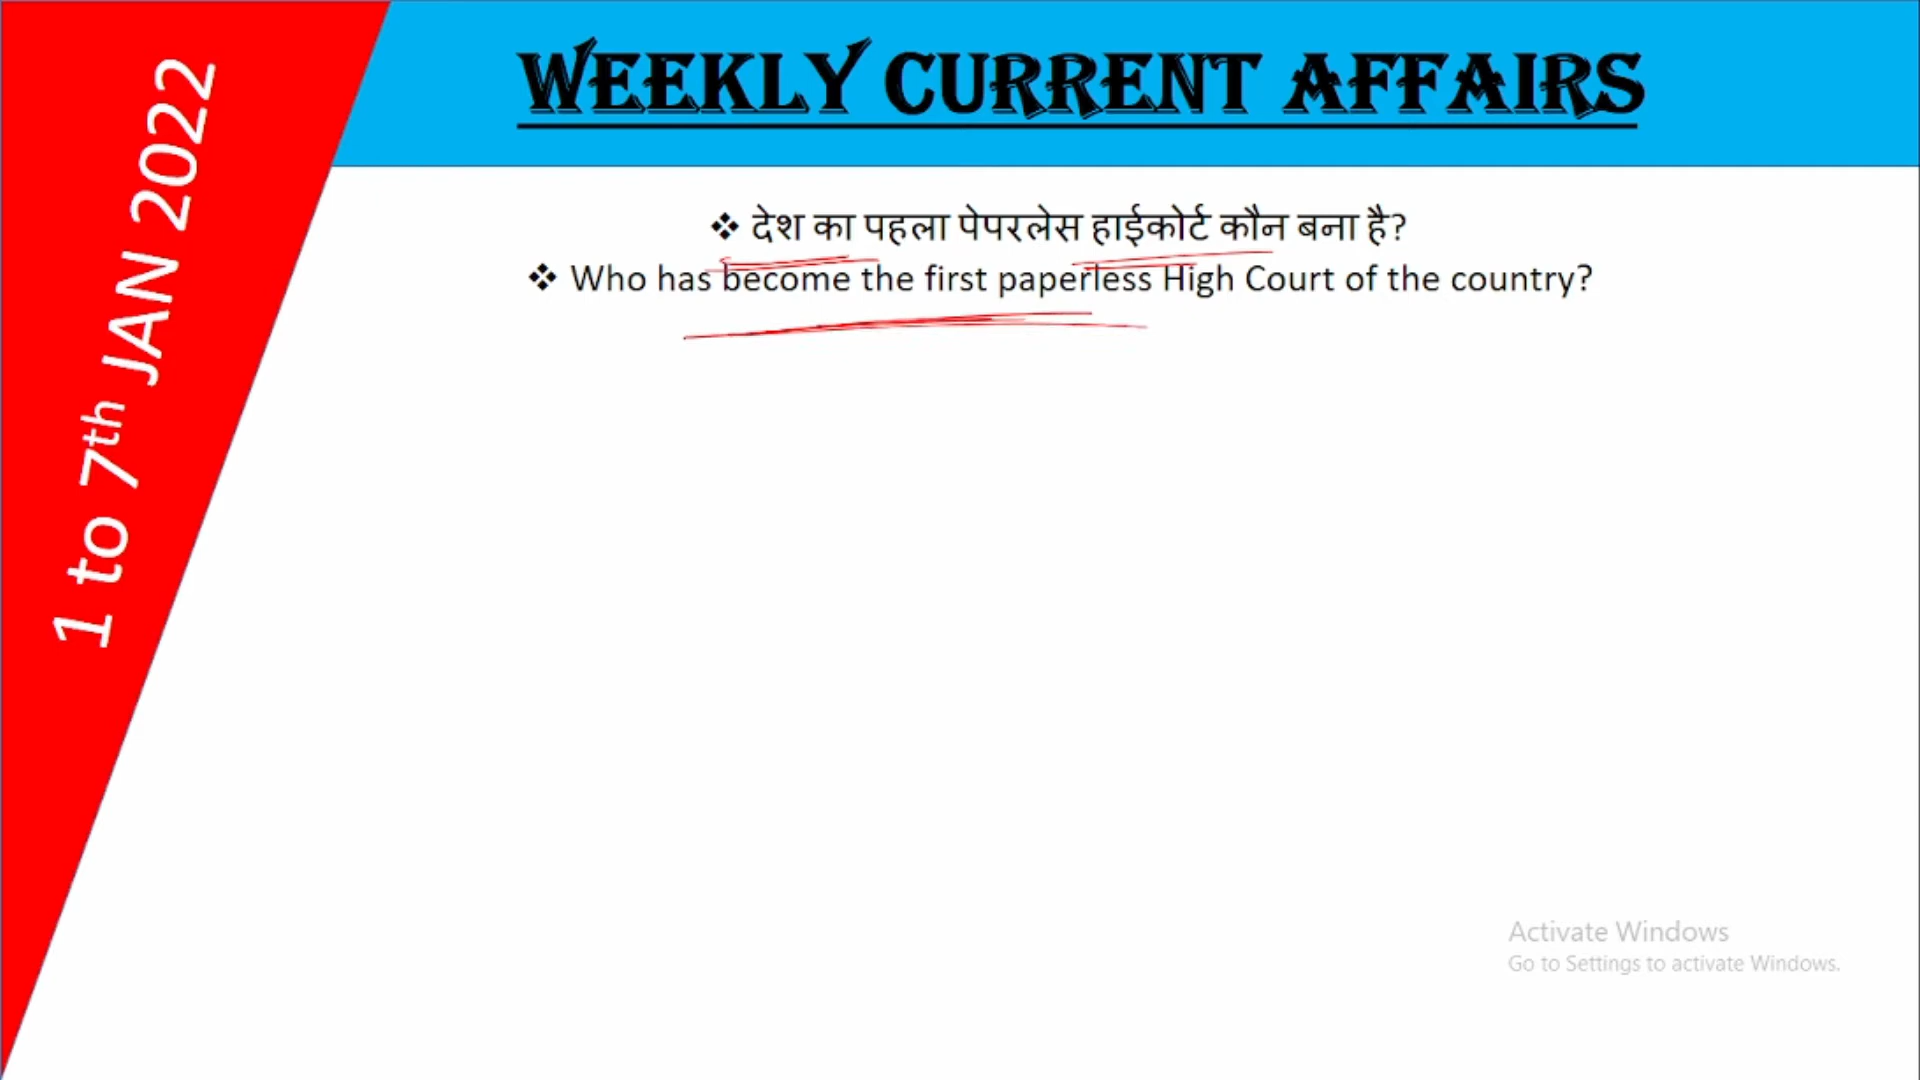 WEEKLY CURRENT AFFAIRS
1 to 7th JAN 2022
❖ देश का पहला पेपरलेस हाईकोर्ट कौन बना है?
❖ Who has become the first paperless High Court of the country?
Activate Windows
Go to Settings to activate Windows.